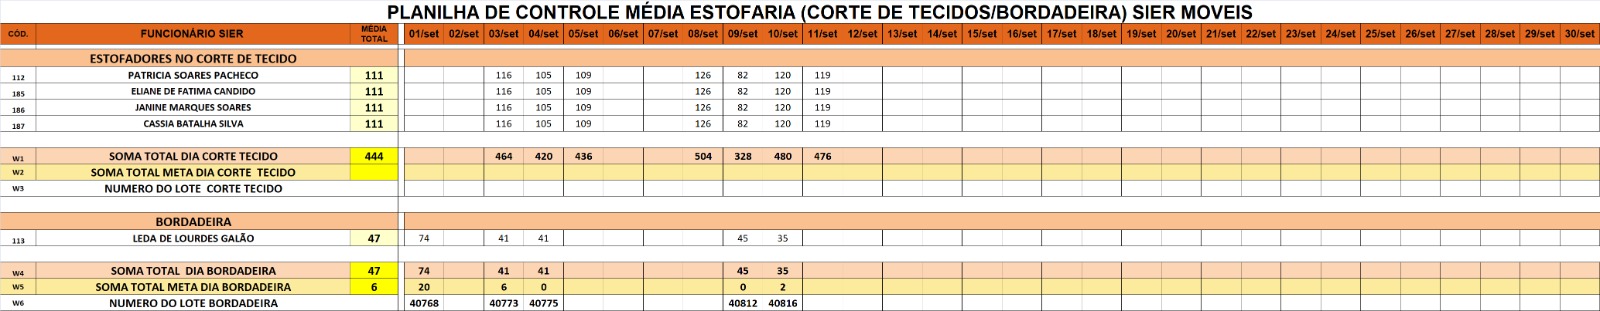 PLANILHA DE CONTROLE MÉDIA ESTOFARIA (CORTE DE TECIDOS/BORDADEIRA) SIER MOVEIS
CÓD. FUNCIONÁRIO SIER MÉDIA TOTAL 01/set 02/set 03/set 04/set 05/set 06/set 07/set 08/set 09/set 10/set 11/set 12/set 13/set 14/set 15/set 16/set 17/set 18/set 19/set 20/set 21/set 22/set 23/set 24/set 25/set 26/set 27/set 28/set 29/set 30/set
ESTOFADORES NO CORTE DE TECIDO
112 PATRICIA SOARES PACHECO 111 116 105 109 126 82 120 119
185 ELIANE DE FATIMA CANDIDO 111 116 105 109 126 82 120 119
186 JANINE MARQUES SOARES 111 116 105 109 126 82 120 119
187 CASSIA BATALHA SILVA 111 116 105 109 126 82 120 119
W1 SOMA TOTAL DIA CORTE TECIDO 444 464 420 436 504 328 480 476
W2 SOMA TOTAL META DIA CORTE TECIDO
W3 NUMERO DO LOTE CORTE TECIDO
BORDADEIRA
113 LEDA DE LOURDES GALÃO 47 74 41 41 45 35
W4 SOMA TOTAL DIA BORDADEIRA 47 74 41 41 45 35
W5 SOMA TOTAL META DIA BORDADEIRA 6 20 6 0 0 2
W6 NUMERO DO LOTE BORDADEIRA 40768 40773 40775 40812 40816